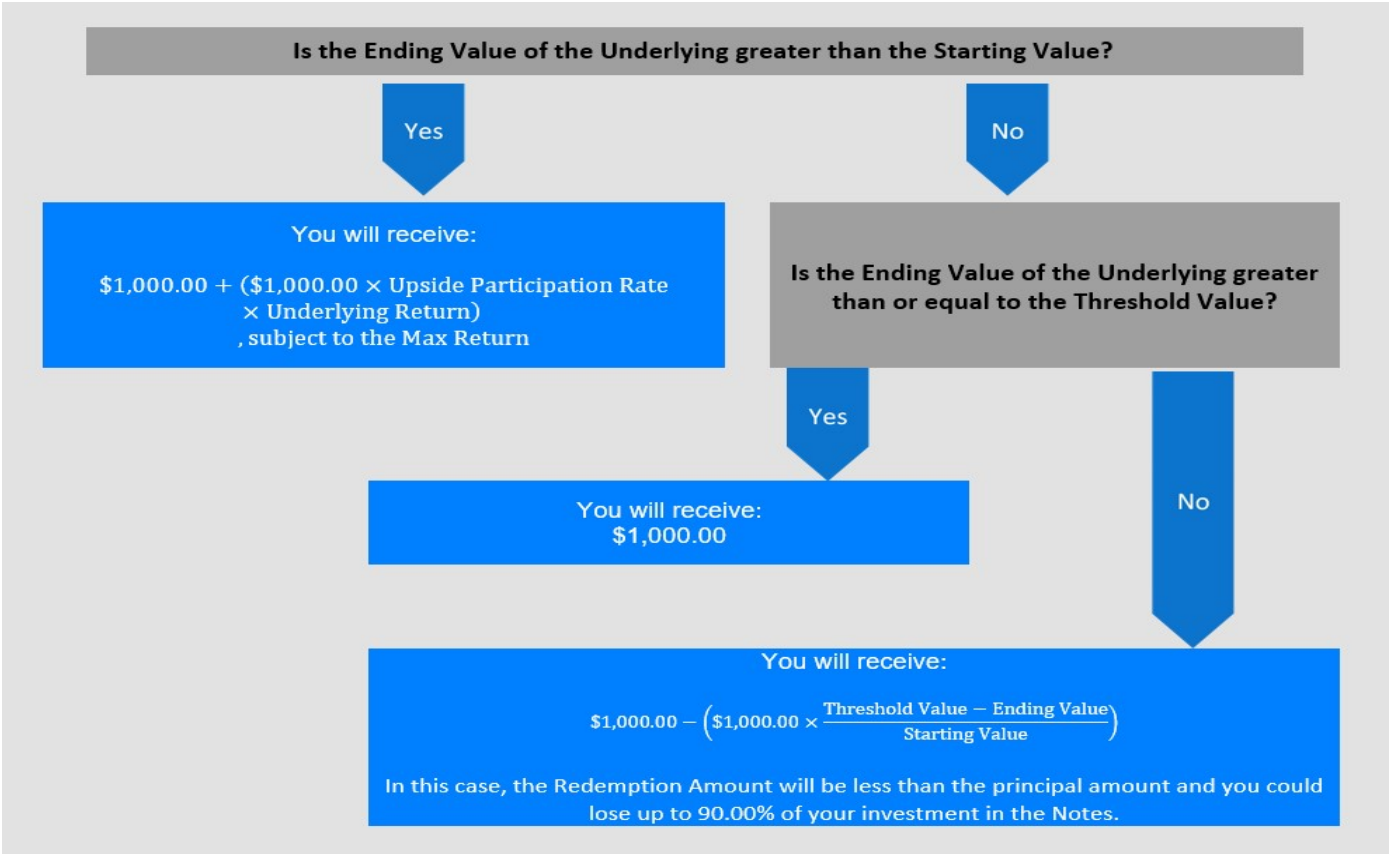 Is the Ending Value of the Underlying greater than the Starting Value?
Yes
No
You will receive:
$1,000.00 + ($1,000.00 × Upside Participation Rate
× Underlying Return)
, subject to the Max Return
Is the Ending Value of the Underlying greater
than or equal to the Threshold Value?
Yes
No
You will receive:
$1,000.00
You will receive:
$1,000.00 − ($1,000.00 × (Threshold Value − Ending Value) / Starting Value)
In this case, the Redemption Amount will be less than the principal amount and you could
lose up to 90.00% of your investment in the Notes.